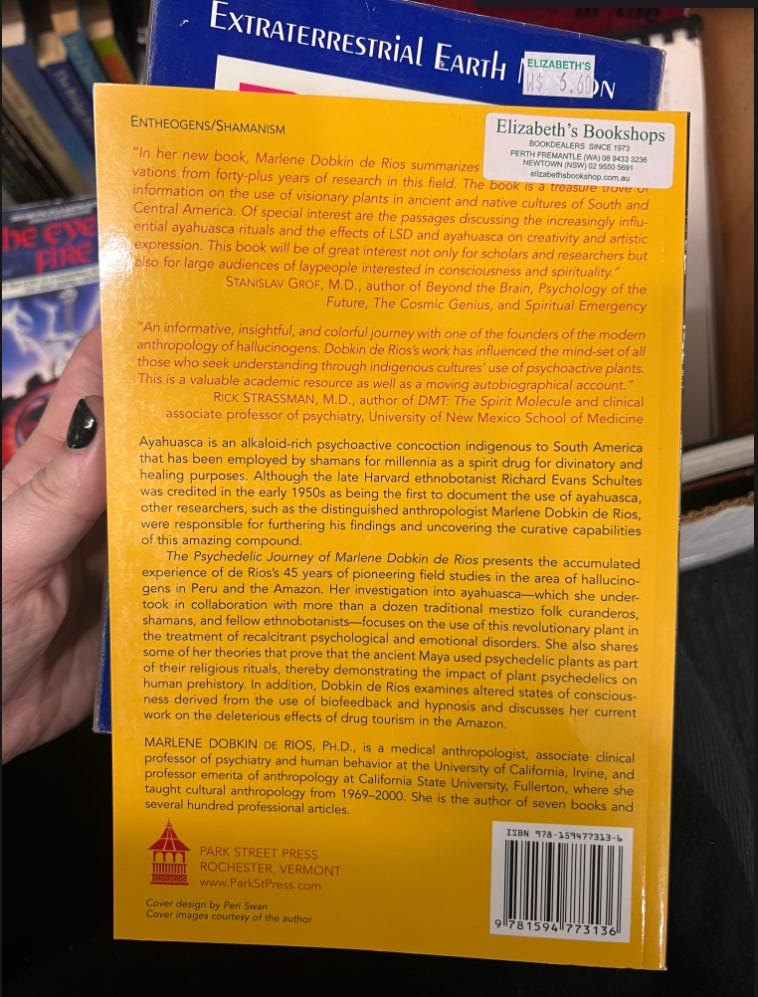 EXTRATERRESTRIAL EARTH
ON
ELIZABETH'S
W$ 6.60
ENTHEOGENS/SHAMANISM
Elizabeth's Bookshops
BOOKDEALERS SINCE 1973
PERTH FREMANTLE (WA) 08 9433 3236
NEWTOWN (NSW) 02 9550 5691
elizabethsbookshop.com.au
"In her new book, Marlene Dobkin de Rios summarizes
vations from forty-plus years of research in this field. The book is a treasure trove of
information on the use of visionary plants in ancient and native cultures of South and
Central America. Of special interest are the passages discussing the increasingly influ-
ential ayahuasca rituals and the effects of LSD and ayahuasca on creativity and artistic
expression. This book will be of great interest not only for scholars and researchers but
also for large audiences of laypeople interested in consciousness and spirituality."
STANISLAV GROF, M.D., author of Beyond the Brain, Psychology of the
Future, The Cosmic Genius, and Spiritual Emergency
"An informative, insightful, and colorful journey with one of the founders of the modern
anthropology of hallucinogens. Dobkin de Rios's work has influenced the mind-set of all
those who seek understanding through indigenous cultures' use of psychoactive plants.
This is a valuable academic resource as well as a moving autobiographical account."
RICK STRASSMAN, M.D., author of DMT: The Spirit Molecule and clinical
associate professor of psychiatry, University of New Mexico School of Medicine
Ayahuasca is an alkaloid-rich psychoactive concoction indigenous to South America
that has been employed by shamans for millennia as a spirit drug for divinatory and
healing purposes. Although the late Harvard ethnobotanist Richard Evans Schultes
was credited in the early 1950s as being the first to document the use of ayahuasca,
other researchers, such as the distinguished anthropologist Marlene Dobkin de Rios,
were responsible for furthering his findings and uncovering the curative capabilities
of this amazing compound.
The Psychedelic Journey of Marlene Dobkin de Rios presents the accumulated
experience of de Rios's 45 years of pioneering field studies in the area of hallucino-
gens in Peru and the Amazon. Her investigation into ayahuasca—which she under-
took in collaboration with more than a dozen traditional mestizo folk curanderos,
shamans, and fellow ethnobotanists—focuses on the use of this revolutionary plant in
the treatment of recalcitrant psychological and emotional disorders. She also shares
some of her theories that prove that the ancient Maya used psychedelic plants as part
of their religious rituals, thereby demonstrating the impact of plant psychedelics on
human prehistory. In addition, Dobkin de Rios examines altered states of conscious-
ness derived from the use of biofeedback and hypnosis and discusses her current
work on the deleterious effects of drug tourism in the Amazon.
MARLENE DOBKIN DE RIOS, PH.D., is a medical anthropologist, associate clinical
professor of psychiatry and human behavior at the University of California, Irvine, and
professor emerita of anthropology at California State University, Fullerton, where she
taught cultural anthropology from 1969–2000. She is the author of seven books and
several hundred professional articles.
PARK STREET PRESS
ROCHESTER, VERMONT
www.ParkStPress.com
Cover design by Peri Swan
Cover images courtesy of the author
ISBN 978-159477313-6
9 781594 773136
he EYE
FIRE